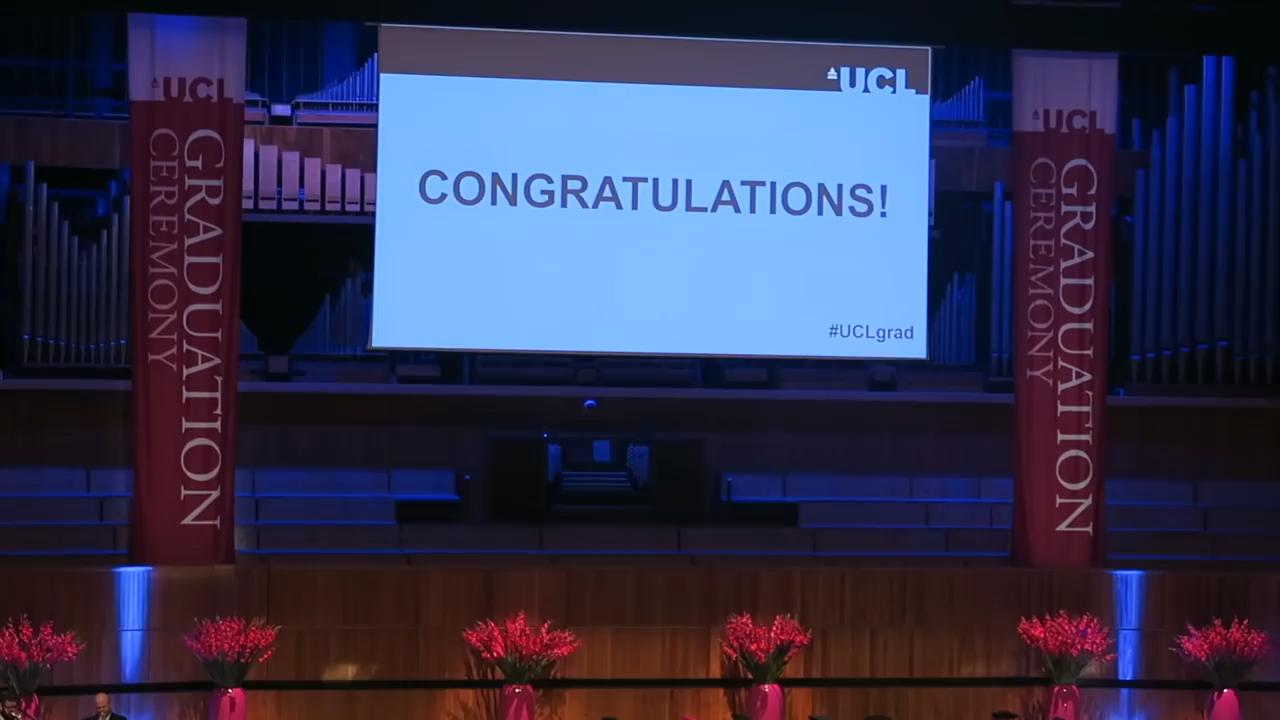 UCL
GRADUATION
CEREMONY
UCL
CONGRATULATIONS!
#UCLgrad
UCL
GRADUATION
CEREMONY